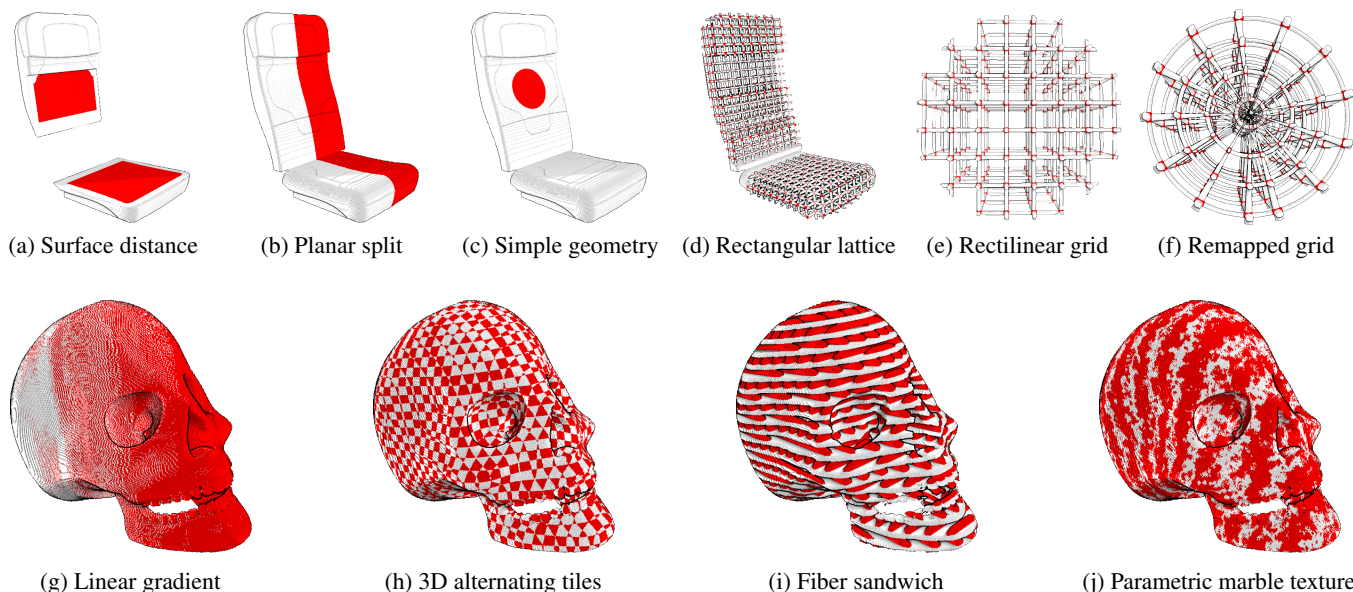 (a) Surface distance
(b) Planar split
(c) Simple geometry
(d) Rectangular lattice
(e) Rectilinear grid
(f) Remapped grid
(g) Linear gradient
(h) 3D alternating tiles
(i) Fiber sandwich
(j) Parametric marble texture